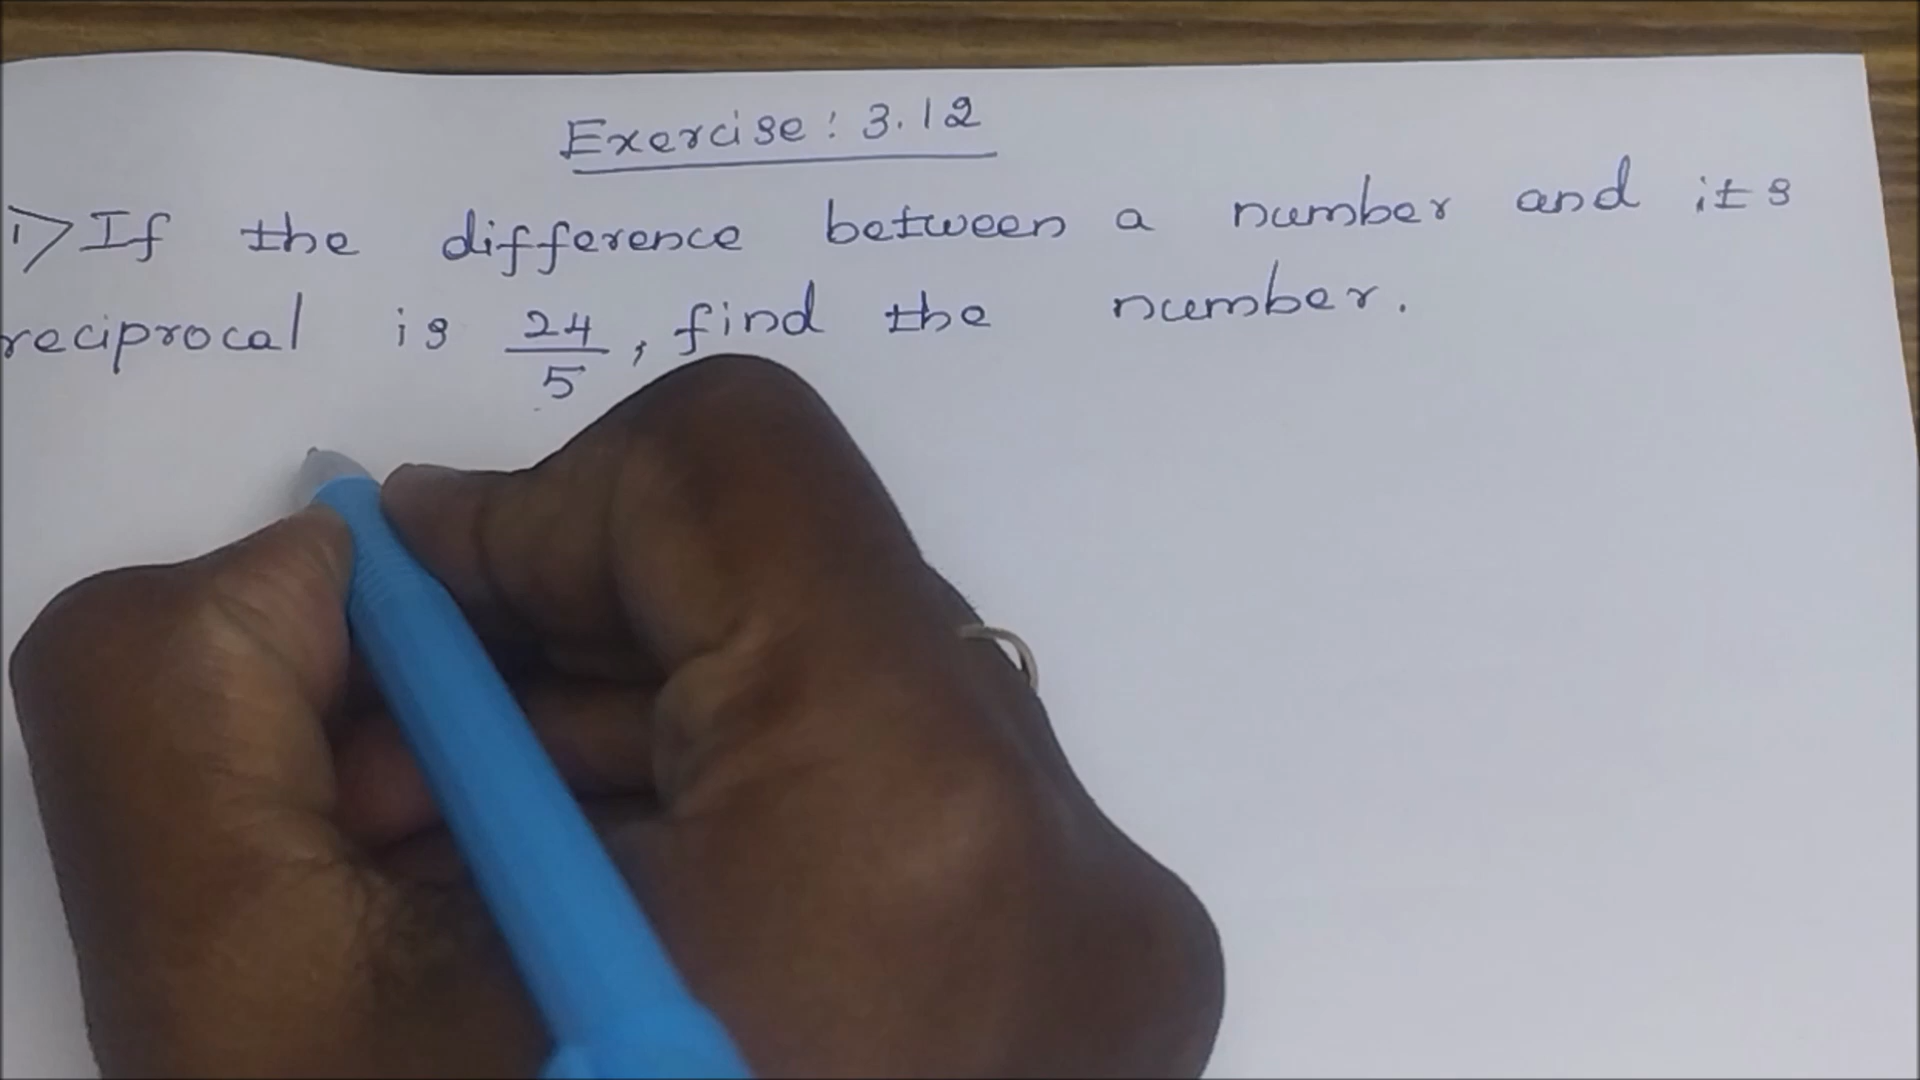 Exercise: 3.12
1) If the difference between a number and its
reciprocal is 24/5, find the number.